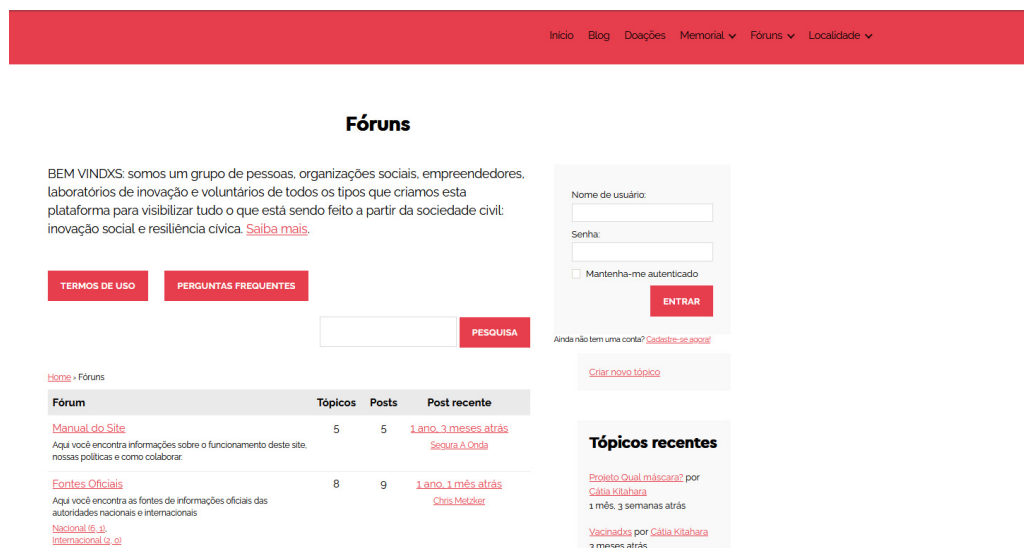 Início Blog Doações Memorial Fóruns Localidade
Fóruns
BEM VINDXS: somos um grupo de pessoas, organizações sociais, empreendedores,
laboratórios de inovação e voluntários de todos os tipos que criamos esta
plataforma para visibilizar tudo o que está sendo feito a partir da sociedade civil:
inovação social e resiliência cívica. Saiba mais.
TERMOS DE USO PERGUNTAS FREQUENTES
PESQUISA
Home › Fóruns
Fórum Tópicos Posts Post recente
Manual do Site 5 5 1 ano, 3 meses atrás
Aqui você encontra informações sobre o funcionamento deste site, Segura A Onda
nossas políticas e como colaborar.
Fontes Oficiais 8 9 1 ano, 1 mês atrás
Aqui você encontra as fontes de informações oficiais das Chris Metzker
autoridades nacionais e internacionais
Nacional (6, 1),
Internacional (2, 0)
Nome de usuário:
Senha:
Mantenha-me autenticado
ENTRAR
Ainda não tem uma conta? Cadastre-se agora!
Criar novo tópico
Tópicos recentes
Projeto Qual máscara? por
Cátia Kitahara
1 mês, 3 semanas atrás
Vacinadxs por Cátia Kitahara
3 meses atrás